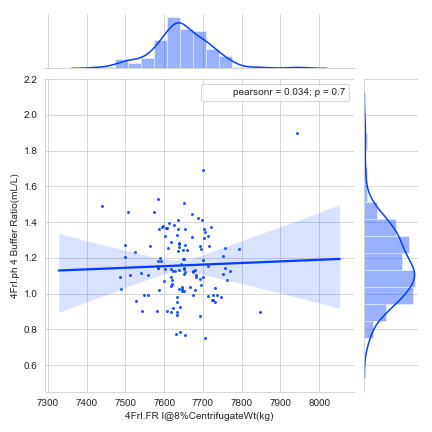 pearsonr = 0.034; p = 0.7
2.2
2.0
1.8
1.6
1.4
1.2
1.0
0.8
0.6
4FrI.ph 4 Buffer Ratio(mL/L)
7300 7400 7500 7600 7700 7800 7900 8000
4FrI.FR I@8%CentrifugateWt(kg)